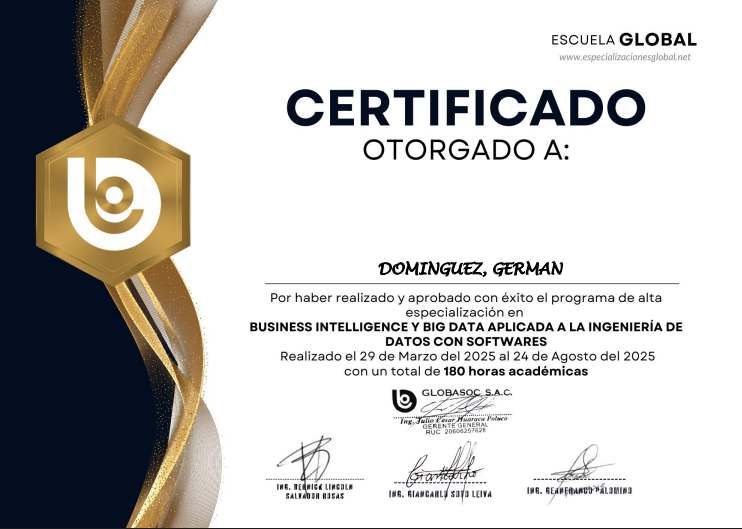 ESCUELA GLOBAL
www.especializacionesglobal.net
CERTIFICADO
OTORGADO A:
DOMINGUEZ, GERMAN
Por haber realizado y aprobado con éxito el programa de alta
especialización en
BUSINESS INTELLIGENCE Y BIG DATA APLICADA A LA INGENIERÍA DE
DATOS CON SOFTWARES
Realizado el 29 de Marzo del 2025 al 24 de Agosto del 2025
con un total de 180 horas académicas
GLOBASOC S.A.C.
Ing. Julio Cesar Huaraca
GERENTE GENERAL
RUC 20606257628
ING. LINCOLN
SALVADOR ROSAS
ING. GIANCARLO SOTO LEIVA
ING. GEANFRANCO PALOMINO